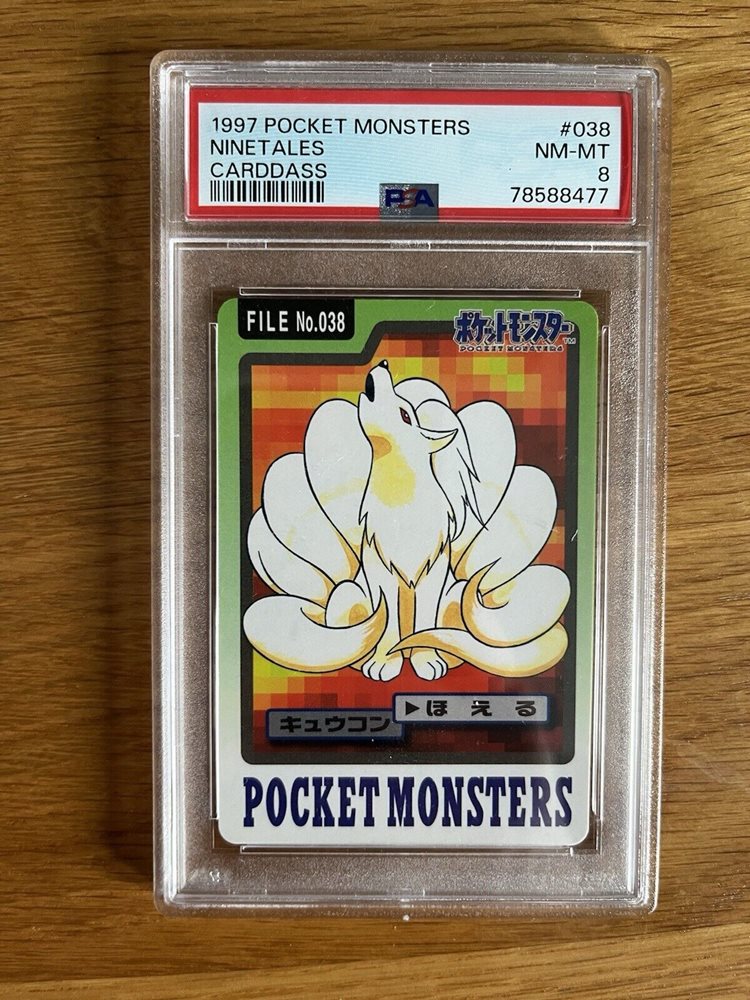 1997 POCKET MONSTERS #038
NINETALES NM-MT
CARDDASS 8
PSA 78588477
FILE No.038
ポケットモンスター
POCKET MONSTERS TM
キュウコン
▶ほえる
POCKET MONSTERS